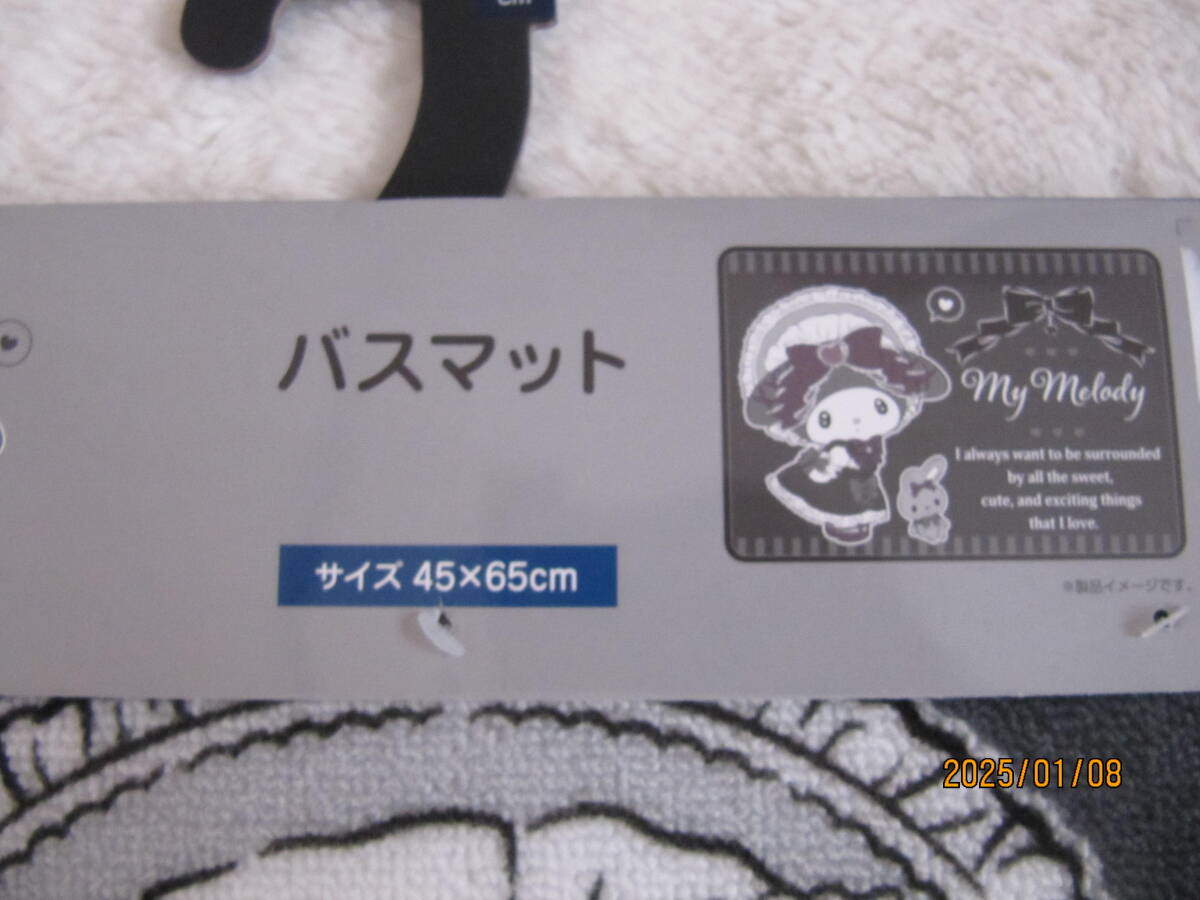 cm
バスマット
サイズ 45×65cm
My Melody
I always want to be surrounded
by all the sweet,
cute, and exciting things
that I love.
※製品イメージです。
2025/01/08